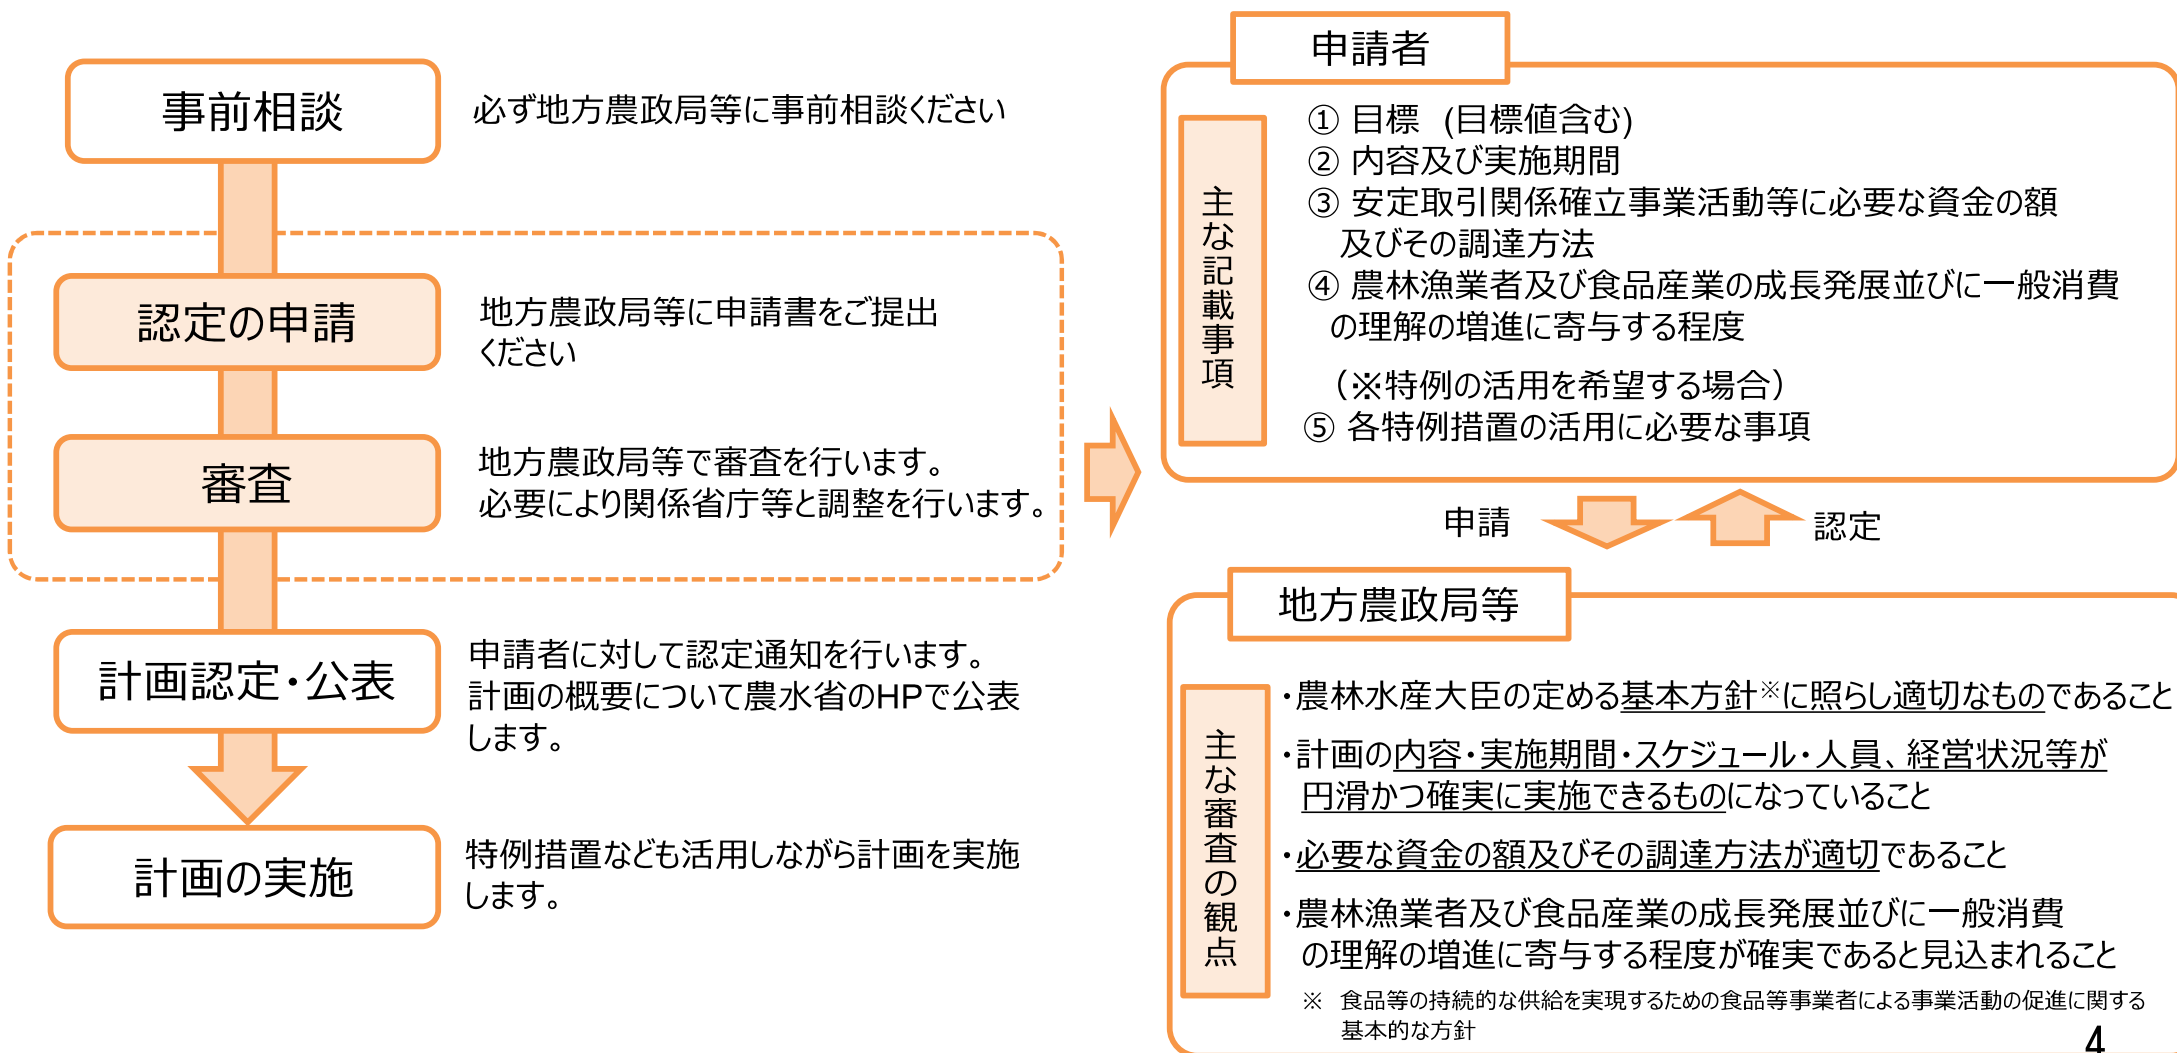 事前相談
必ず地方農政局等に事前相談ください
認定の申請
地方農政局等に申請書をご提出
ください
審査
地方農政局等で審査を行います。
必要により関係省庁等と調整を行います。
計画認定・公表
申請者に対して認定通知を行います。
計画の概要について農水省のHPで公表
します。
計画の実施
特例措置なども活用しながら計画を実施
します。
申請者
主な記載事項
① 目標 (目標値含む)
② 内容及び実施期間
③ 安定取引関係確立事業活動等に必要な資金の額
及びその調達方法
④ 農林漁業者及び食品産業の成長発展並びに一般消費
の理解の増進に寄与する程度
（※特例の活用を希望する場合）
⑤ 各特例措置の活用に必要な事項
申請
認定
地方農政局等
主な審査の観点
・農林水産大臣の定める基本方針※に照らし適切なものであること
・計画の内容・実施期間・スケジュール・人員、経営状況等が
円滑かつ確実に実施できるものになっていること
・必要な資金の額及びその調達方法が適切であること
・農林漁業者及び食品産業の成長発展並びに一般消費
の理解の増進に寄与する程度が確実であると見込まれること
※ 食品等の持続的な供給を実現するための食品等事業者による事業活動の促進に関する
基本的な方針
4